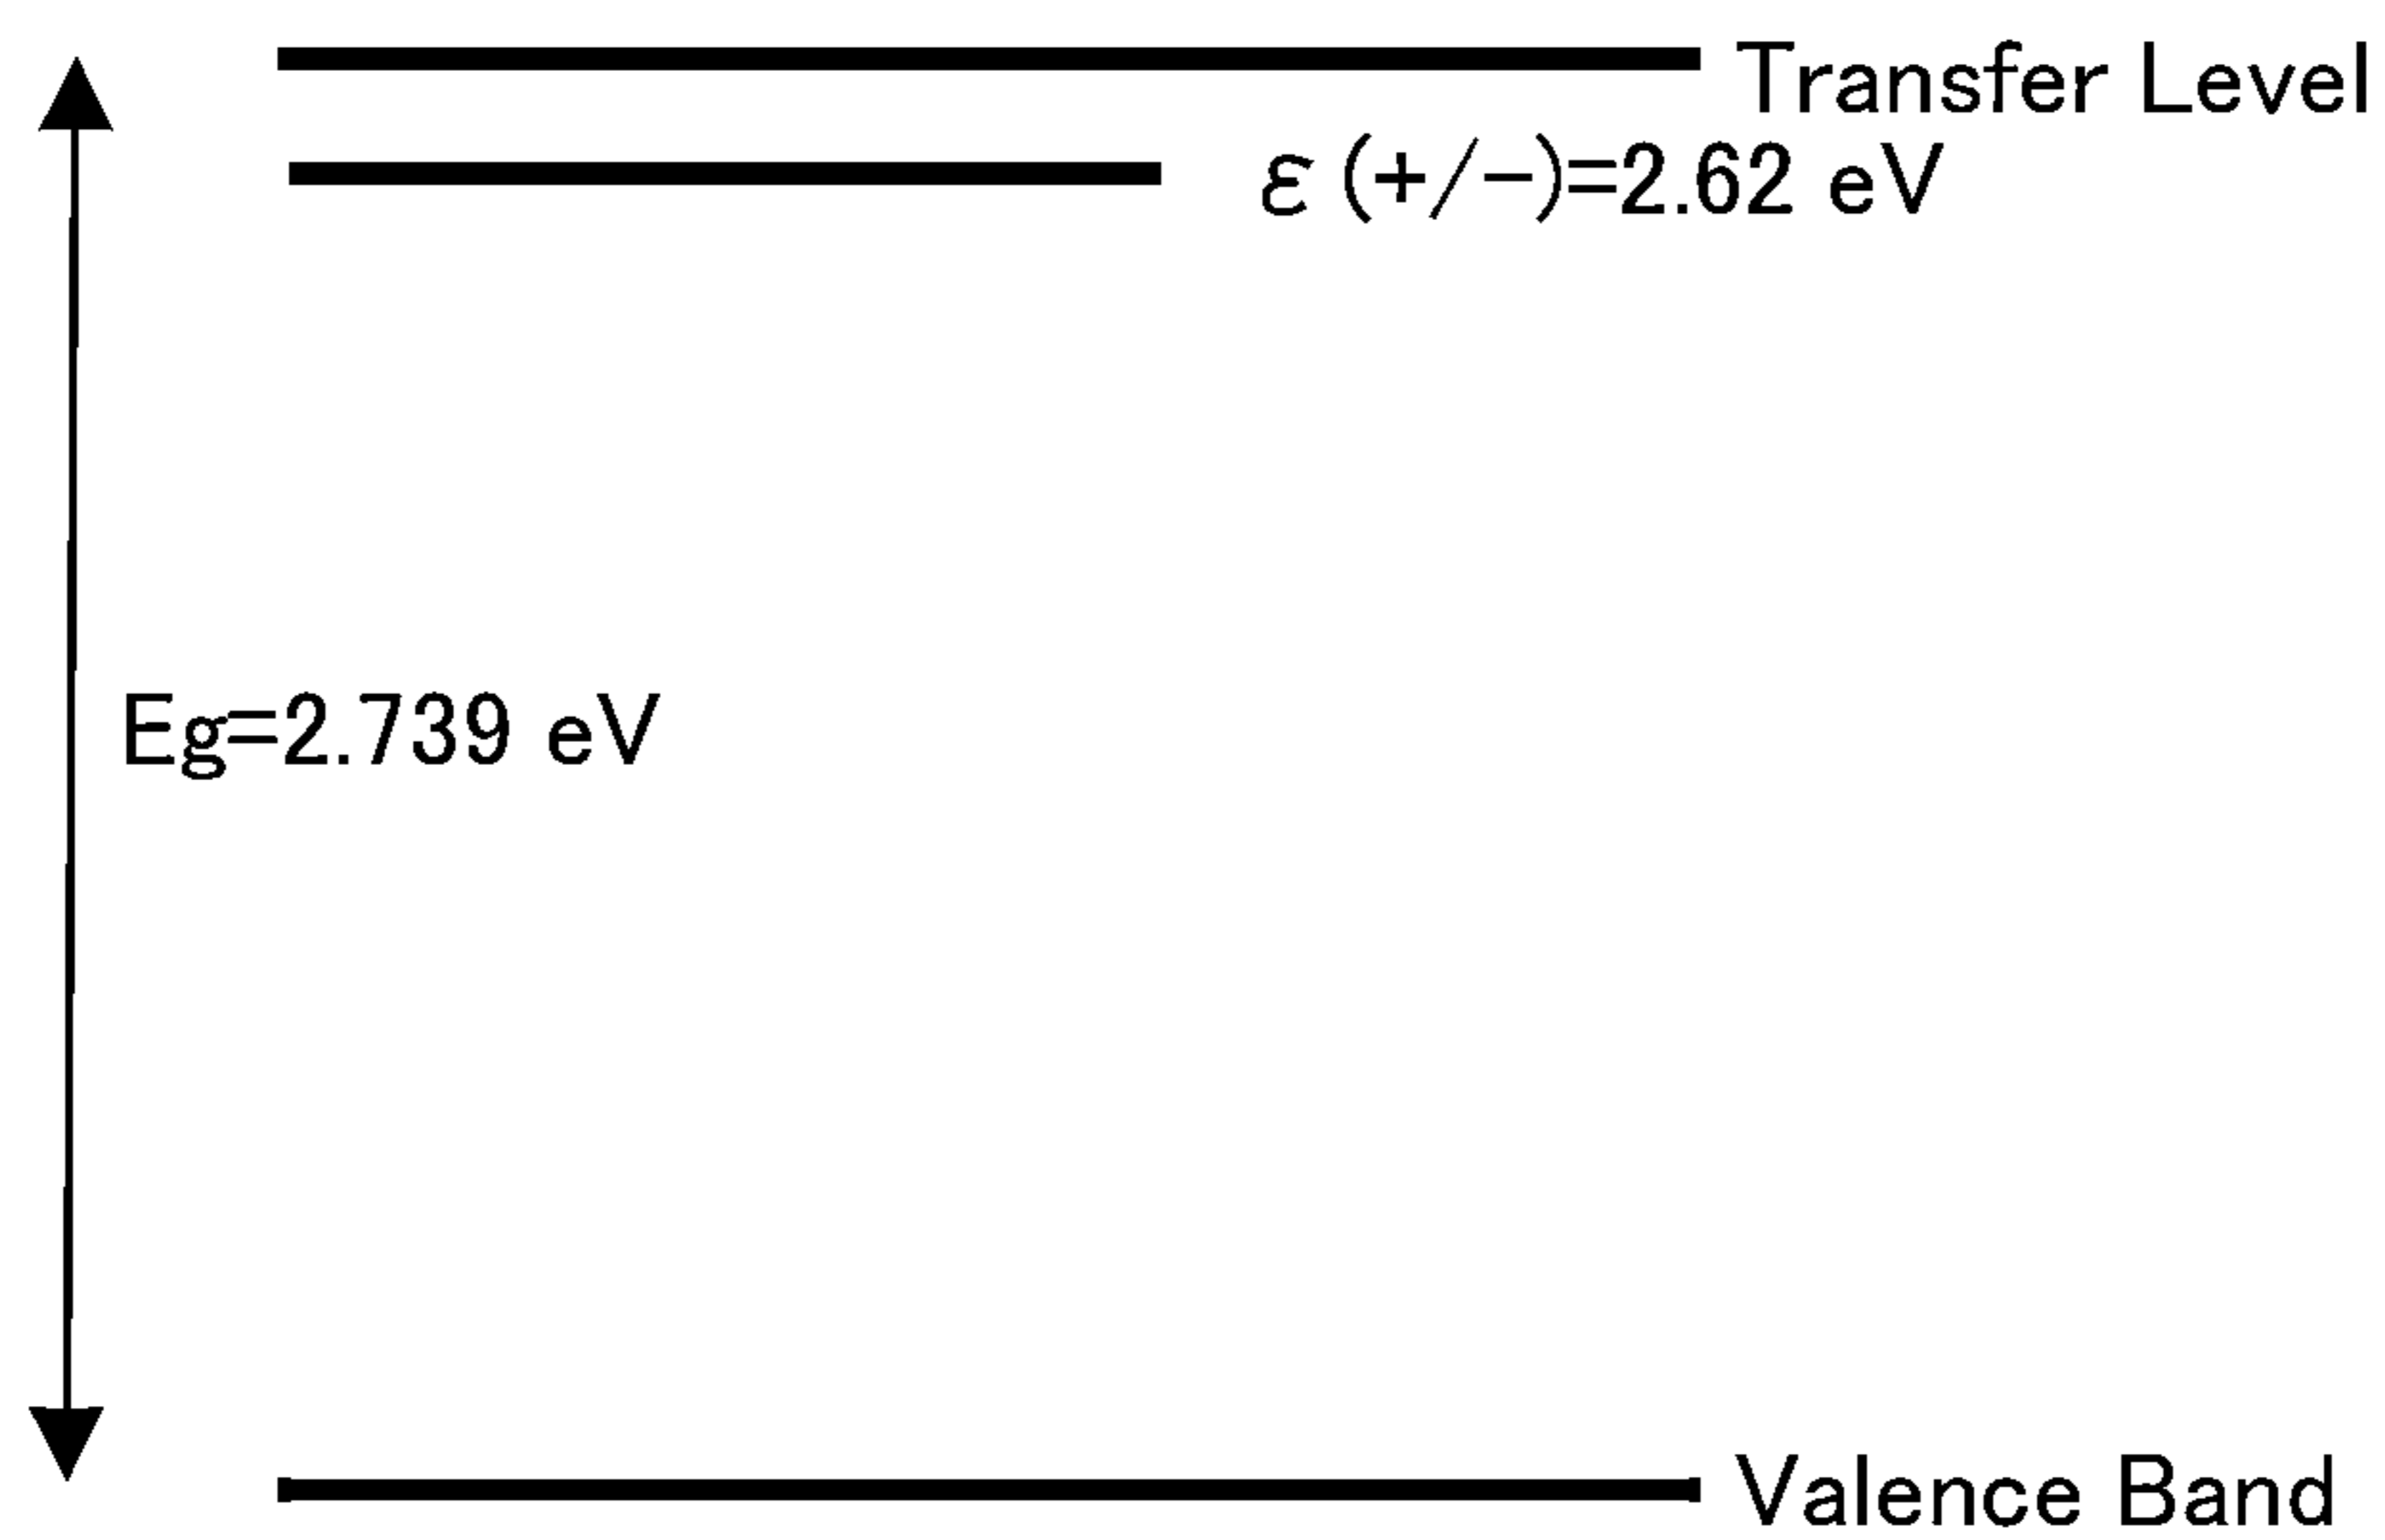 Transfer Level
ε(+/−)=2.62 eV
Eg=2.739 eV
Valence Band